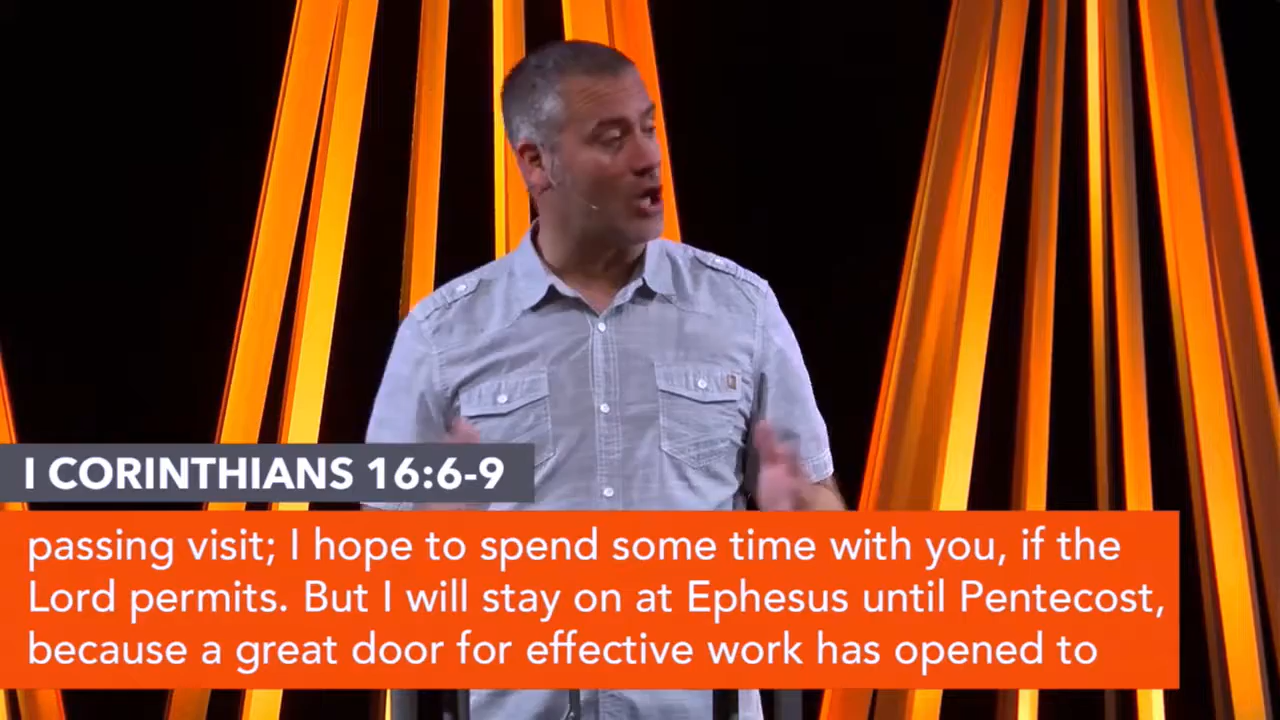 I CORINTHIANS 16:6-9
passing visit; I hope to spend some time with you, if the
Lord permits. But I will stay on at Ephesus until Pentecost,
because a great door for effective work has opened to